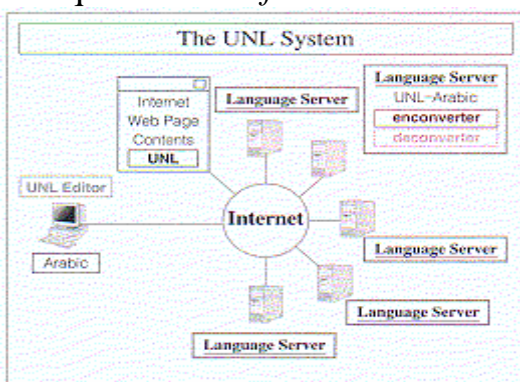 The UNL System
Internet
Web Page
Contents
UNL
Language Server
Language Server
UNL-Arabic
enconverter
deconverter
UNL Editor
Arabic
Internet
Language Server
Language Server
Language Server